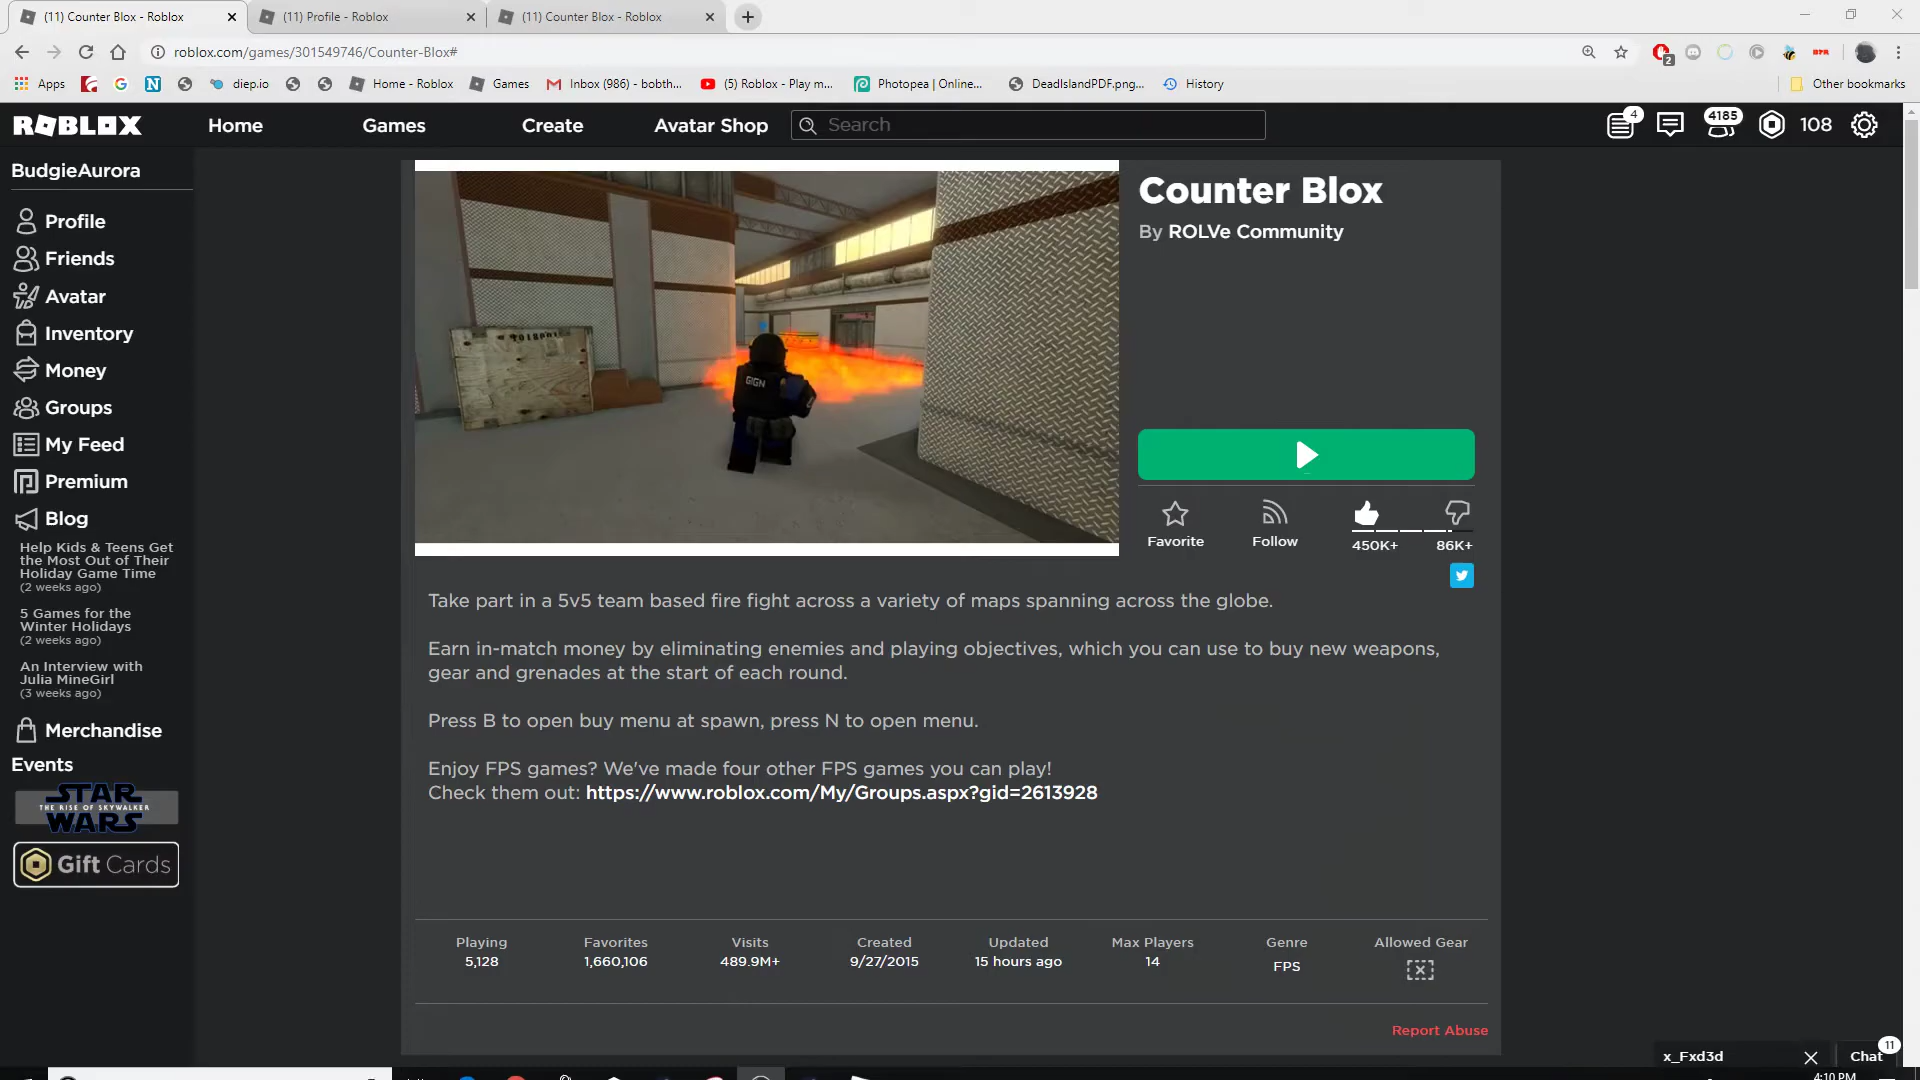 (11) Counter Blox - Roblox
(11) Profile - Roblox
(11) Counter Blox - Roblox
roblox.com/games/301549746/Counter-Blox#
2
Apps
diep.io
Home - Roblox
Games
Inbox (986) - bobth...
(5) Roblox - Play m...
Photopea | Online...
DeadIslandPDF.png...
History
Other bookmarks
ROBLOX
Home
Games
Create
Avatar Shop
Search
4
4185
108
BudgieAurora
Profile
Friends
Avatar
Inventory
Money
Groups
My Feed
Premium
Blog
Help Kids & Teens Get
the Most Out of Their
Holiday Game Time
(2 weeks ago)
5 Games for the
Winter Holidays
(2 weeks ago)
An Interview with
Julia MineGirl
(3 weeks ago)
Merchandise
Events
STAR
THE RISE OF SKYWALKER
WARS
Gift Cards
GIGN
Counter Blox
By ROLVe Community
Favorite
Follow
450K+
86K+
Take part in a 5v5 team based fire fight across a variety of maps spanning across the globe.
Earn in-match money by eliminating enemies and playing objectives, which you can use to buy new weapons,
gear and grenades at the start of each round.
Press B to open buy menu at spawn, press N to open menu.
Enjoy FPS games? We've made four other FPS games you can play!
Check them out: https://www.roblox.com/My/Groups.aspx?gid=2613928
Playing
5,128
Favorites
1,660,106
Visits
489.9M+
Created
9/27/2015
Updated
15 hours ago
Max Players
14
Genre
FPS
Allowed Gear
Report Abuse
x_Fxd3d
Chat
11
4:10 PM